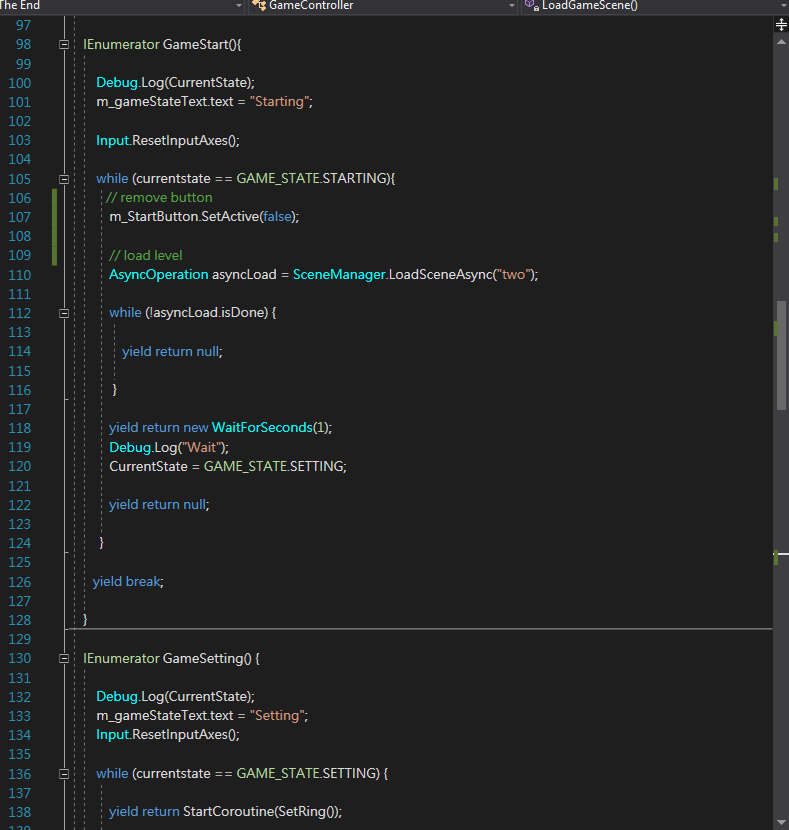 The End GameController LoadGameScene()
97
98 IEnumerator GameStart(){
99
100 Debug.Log(CurrentState);
101 m_gameStateText.text = "Starting";
102
103 Input.ResetInputAxes();
104
105 while (currentstate == GAME_STATE.STARTING){
106 // remove button
107 m_StartButton.SetActive(false);
108
109 // load level
110 AsyncOperation asyncLoad = SceneManager.LoadSceneAsync("two");
111
112 while (!asyncLoad.isDone) {
113
114 yield return null;
115
116 }
117
118 yield return new WaitForSeconds(1);
119 Debug.Log("Wait");
120 CurrentState = GAME_STATE.SETTING;
121
122 yield return null;
123
124 }
125
126 yield break;
127
128 }
129
130 IEnumerator GameSetting() {
131
132 Debug.Log(CurrentState);
133 m_gameStateText.text = "Setting";
134 Input.ResetInputAxes();
135
136 while (currentstate == GAME_STATE.SETTING) {
137
138 yield return StartCoroutine(SetRing());
139